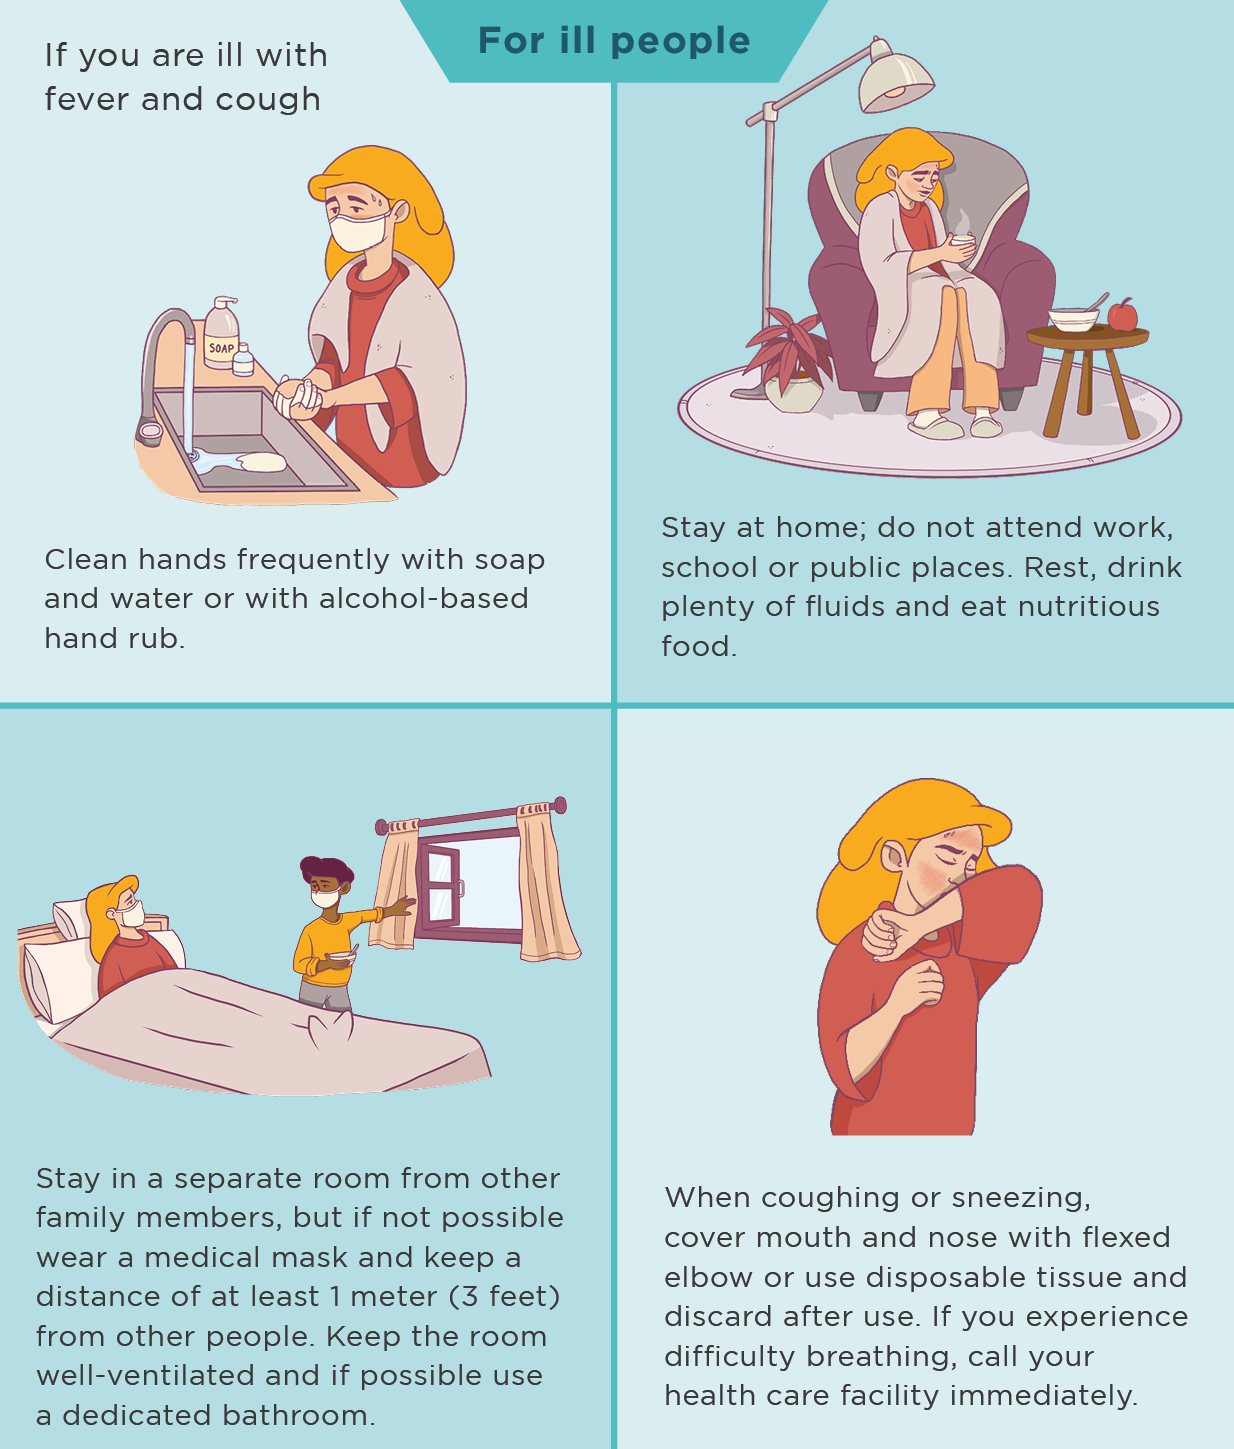 For ill people
If you are ill with
fever and cough
SOAP
Clean hands frequently with soap
and water or with alcohol-based
hand rub.
Stay at home; do not attend work,
school or public places. Rest, drink
plenty of fluids and eat nutritious
food.
Stay in a separate room from other
family members, but if not possible
wear a medical mask and keep a
distance of at least 1 meter (3 feet)
from other people. Keep the room
well-ventilated and if possible use
a dedicated bathroom.
When coughing or sneezing,
cover mouth and nose with flexed
elbow or use disposable tissue and
discard after use. If you experience
difficulty breathing, call your
health care facility immediately.